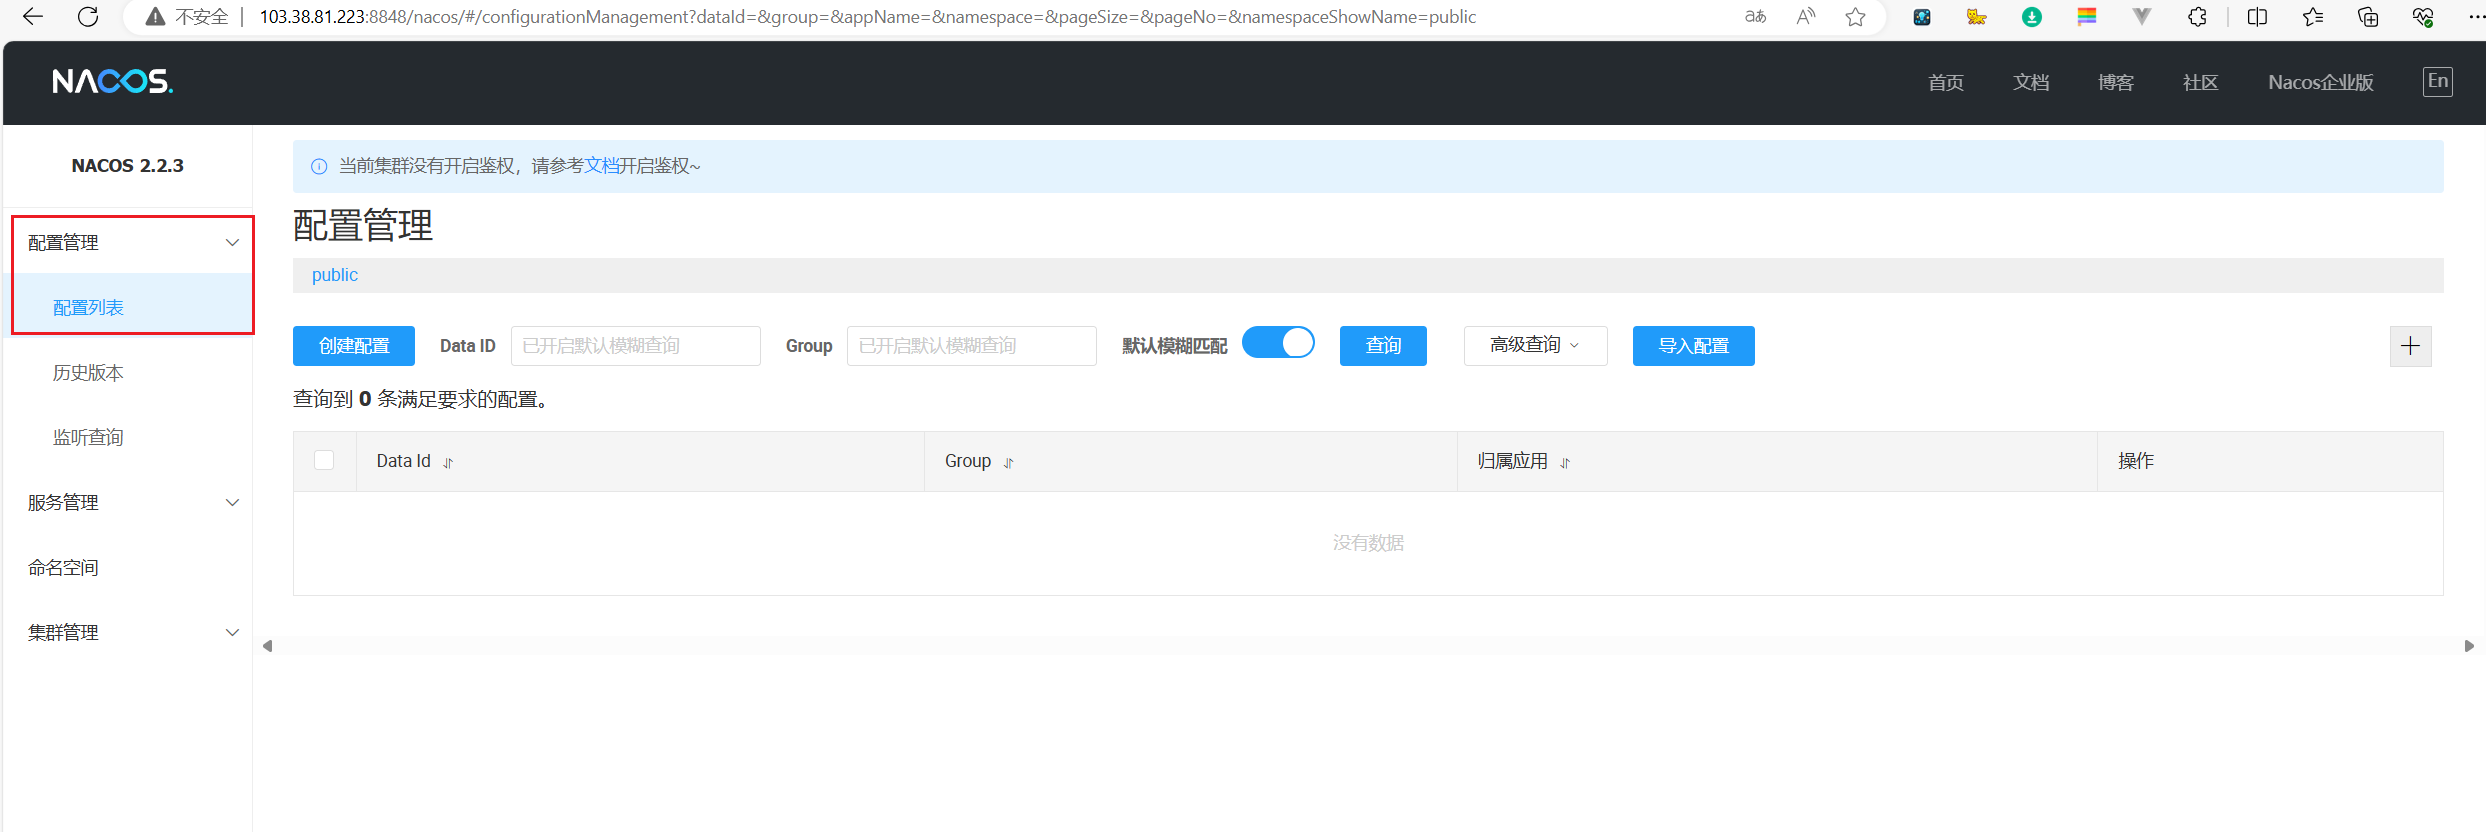 不安全 103.38.81.223:8848/nacos/#/configurationManagement?dataId=&group=&appName=&namespace=&pageSize=&pageNo=&namespaceShowName=public
NACOS.
首页 文档 博客 社区 Nacos企业版 En
NACOS 2.2.3
配置管理
配置列表
历史版本
监听查询
服务管理
命名空间
集群管理
当前集群没有开启鉴权，请参考文档开启鉴权~
配置管理
public
创建配置 Data ID 已开启默认模糊查询 Group 已开启默认模糊查询 默认模糊匹配 查询 高级查询 导入配置
查询到 0 条满足要求的配置。
Data Id Group 归属应用 操作
没有数据